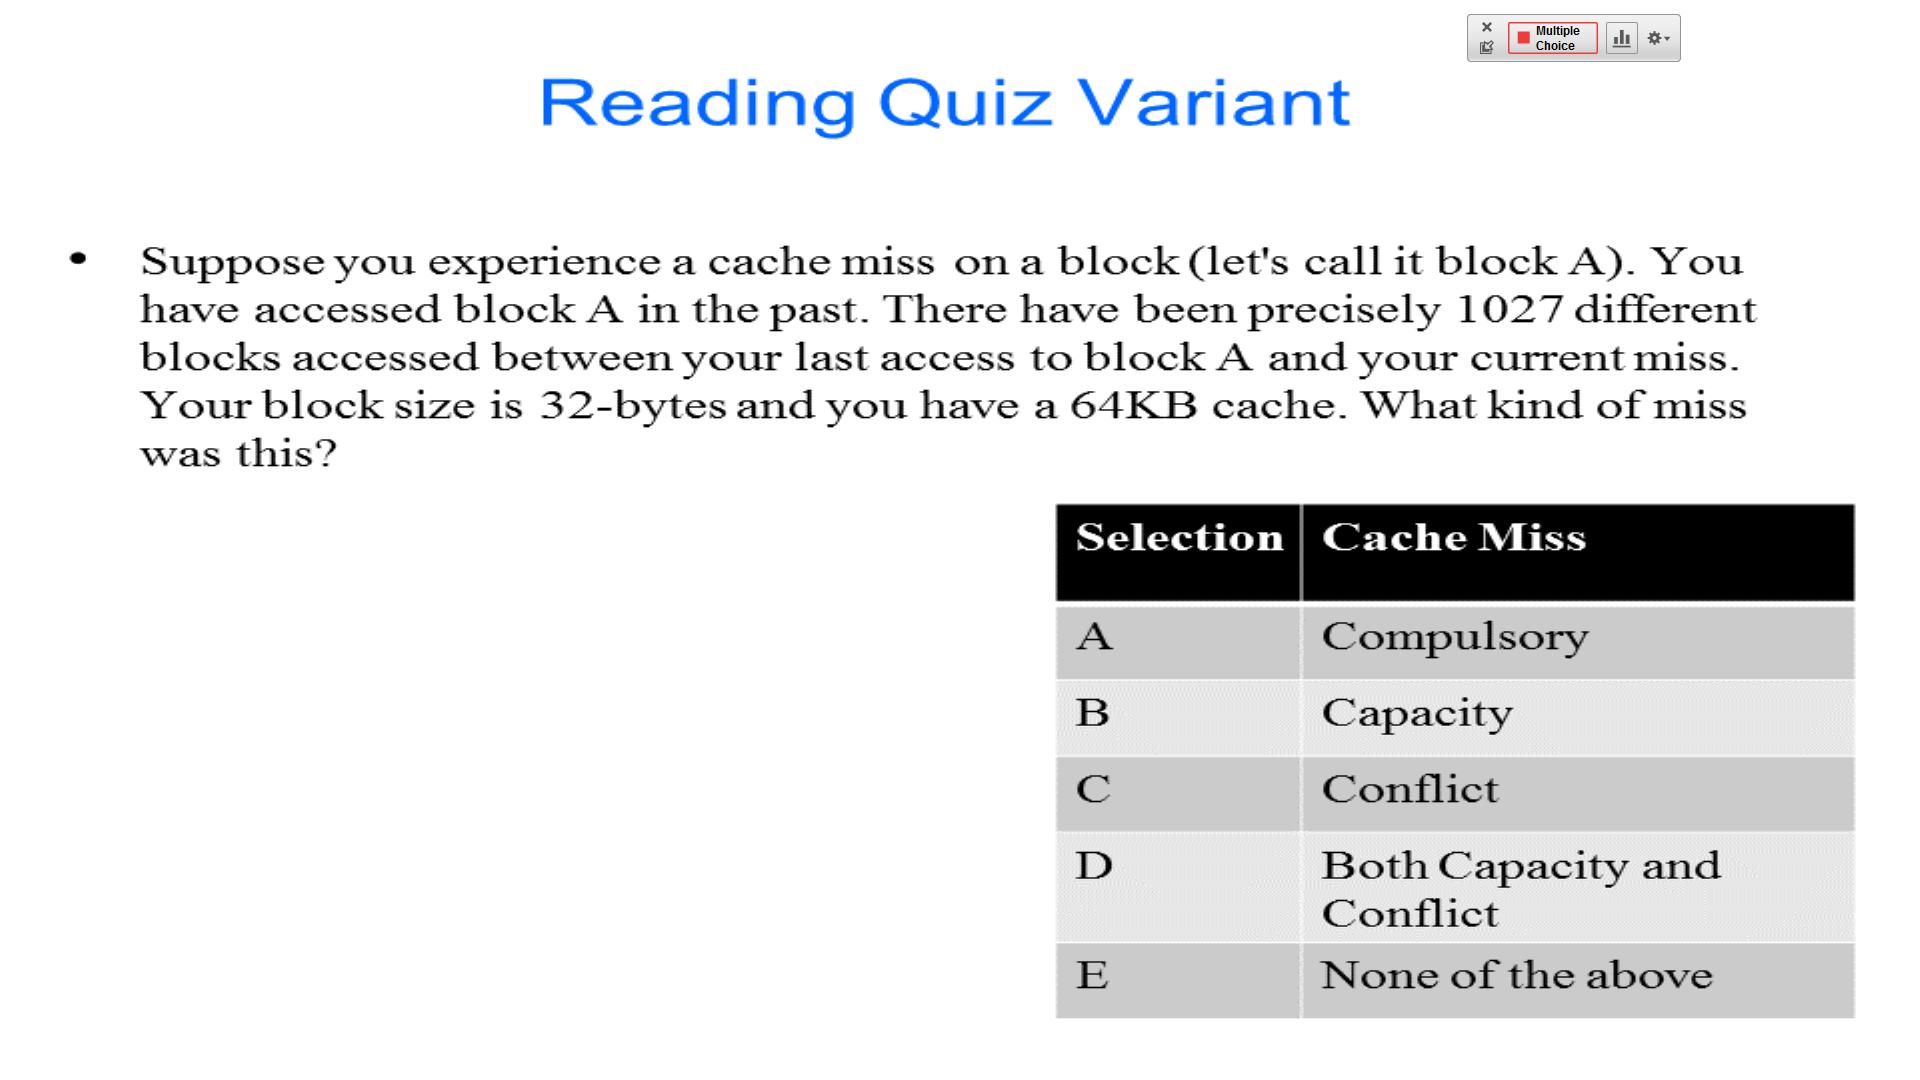 Multiple
Choice
Reading Quiz Variant
• Suppose you experience a cache miss on a block (let's call it block A). You
have accessed block A in the past. There have been precisely 1027 different
blocks accessed between your last access to block A and your current miss.
Your block size is 32-bytes and you have a 64KB cache. What kind of miss
was this?
Selection Cache Miss
A Compulsory
B Capacity
C Conflict
D Both Capacity and
Conflict
E None of the above